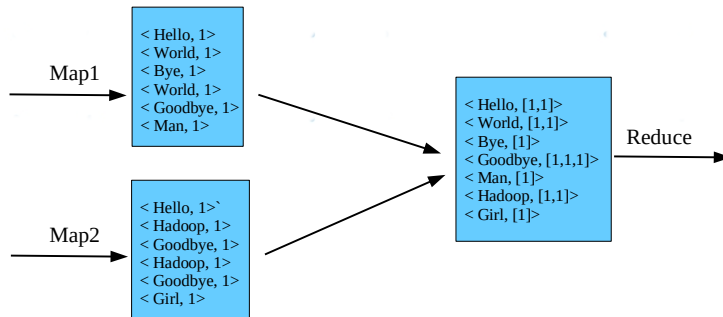 Map1
< Hello, 1>
< World, 1>
< Bye, 1>
< World, 1>
< Goodbye, 1>
< Man, 1>
Map2
< Hello, 1>`
< Hadoop, 1>
< Goodbye, 1>
< Hadoop, 1>
< Goodbye, 1>
< Girl, 1>
< Hello, [1,1]>
< World, [1,1]>
< Bye, [1]>
< Goodbye, [1,1,1]>
< Man, [1]>
< Hadoop, [1,1]>
< Girl, [1]>
Reduce